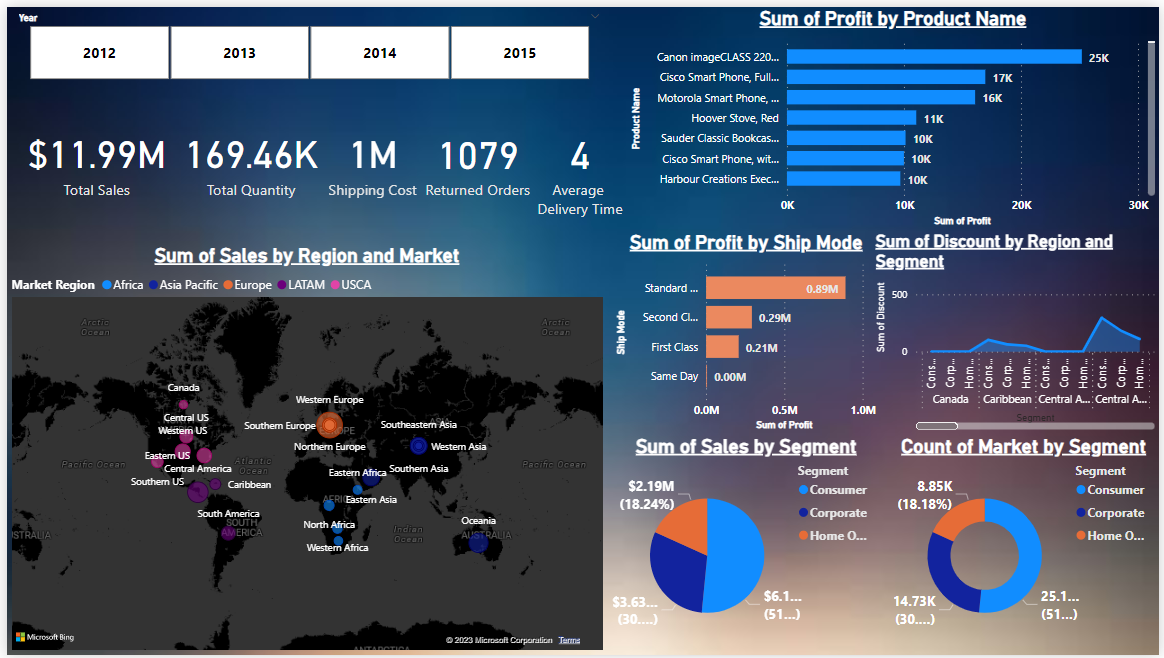 Year
2012
2013
2014
2015
$11.99M
Total Sales
169.46K
Total Quantity
1M
Shipping Cost
1079
Returned Orders
4
Average
Delivery Time
Sum of Profit by Product Name
Product Name
Canon imageCLASS 220... 25K
Cisco Smart Phone, Full... 17K
Motorola Smart Phone, ... 16K
Hoover Stove, Red 11K
Sauder Classic Bookcas... 10K
Cisco Smart Phone, wit... 10K
Harbour Creations Exec... 10K
0K 10K 20K 30K
Sum of Profit
Sum of Sales by Region and Market
Market Region Africa Asia Pacific Europe LATAM USCA
Arctic
Ocean
Arctic
Ocean
Canada
Central US
Western US
Eastern US
Central America
Southern US
Caribbean
South America
SOUTH
AMERICA
Pacific Ocean
Atlantic
Ocean
Western Europe
Southern Europe
EUROPE
Northern Europe
Southeastern Asia
ASIA
Western Asia
Southern Asia
Eastern Africa
Eastern Asia
AFRICA
North Africa
Western Africa
Indian
Ocean
Pacific Ocean
Oceania
AUSTRALIA
STRALIA
ANTARCTICA
Microsoft Bing
© 2023 Microsoft Corporation Terms
Sum of Profit by Ship Mode
Ship Mode
Standard ... 0.89M
Second Cl... 0.29M
First Class 0.21M
Same Day 0.00M
0.0M 0.5M 1.0M
Sum of Profit
Sum of Discount by Region and
Segment
Sum of Discount
500
0
Cons... Corp... Hom... Cons... Corp... Hom... Cons... Corp... Hom... Cons... Corp... Hom...
Canada Caribbean Central A... Central A...
Segment
Sum of Sales by Segment
Segment
Consumer
Corporate
Home O...
$2.19M
(18.24%)
$3.63...
(30....)
$6.1...
(51...)
Count of Market by Segment
Segment
Consumer
Corporate
Home O...
8.85K
(18.18%)
14.73K
(30....)
25.1...
(51...)